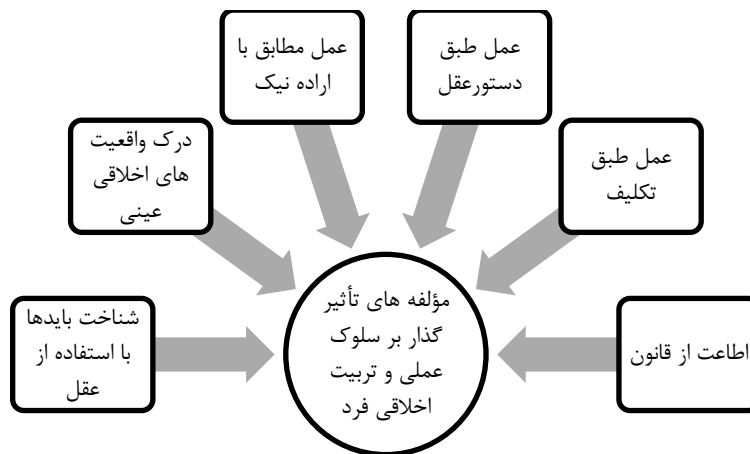 عمل مطابق با
اراده نیک
عمل طبق
دستورعقل
درک واقعیت
های اخلاقی
عینی
عمل طبق
تکلیف
شناخت بایدها
با استفاده از
عقل
مؤلفه های تأثیر
گذار بر سلوک
عملی و تربیت
اخلاقی فرد
اطاعت از قانون